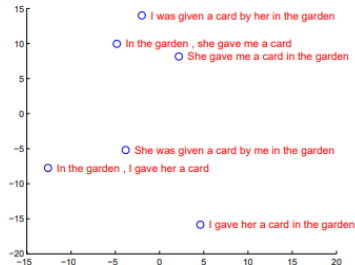 15
I was given a card by her in the garden
10
In the garden , she gave me a card
She gave me a card in the garden
5
0
−5
She was given a card by me in the garden
In the garden , I gave her a card
−10
−15
I gave her a card in the garden
−20
−15 −10 −5 0 5 10 15 20